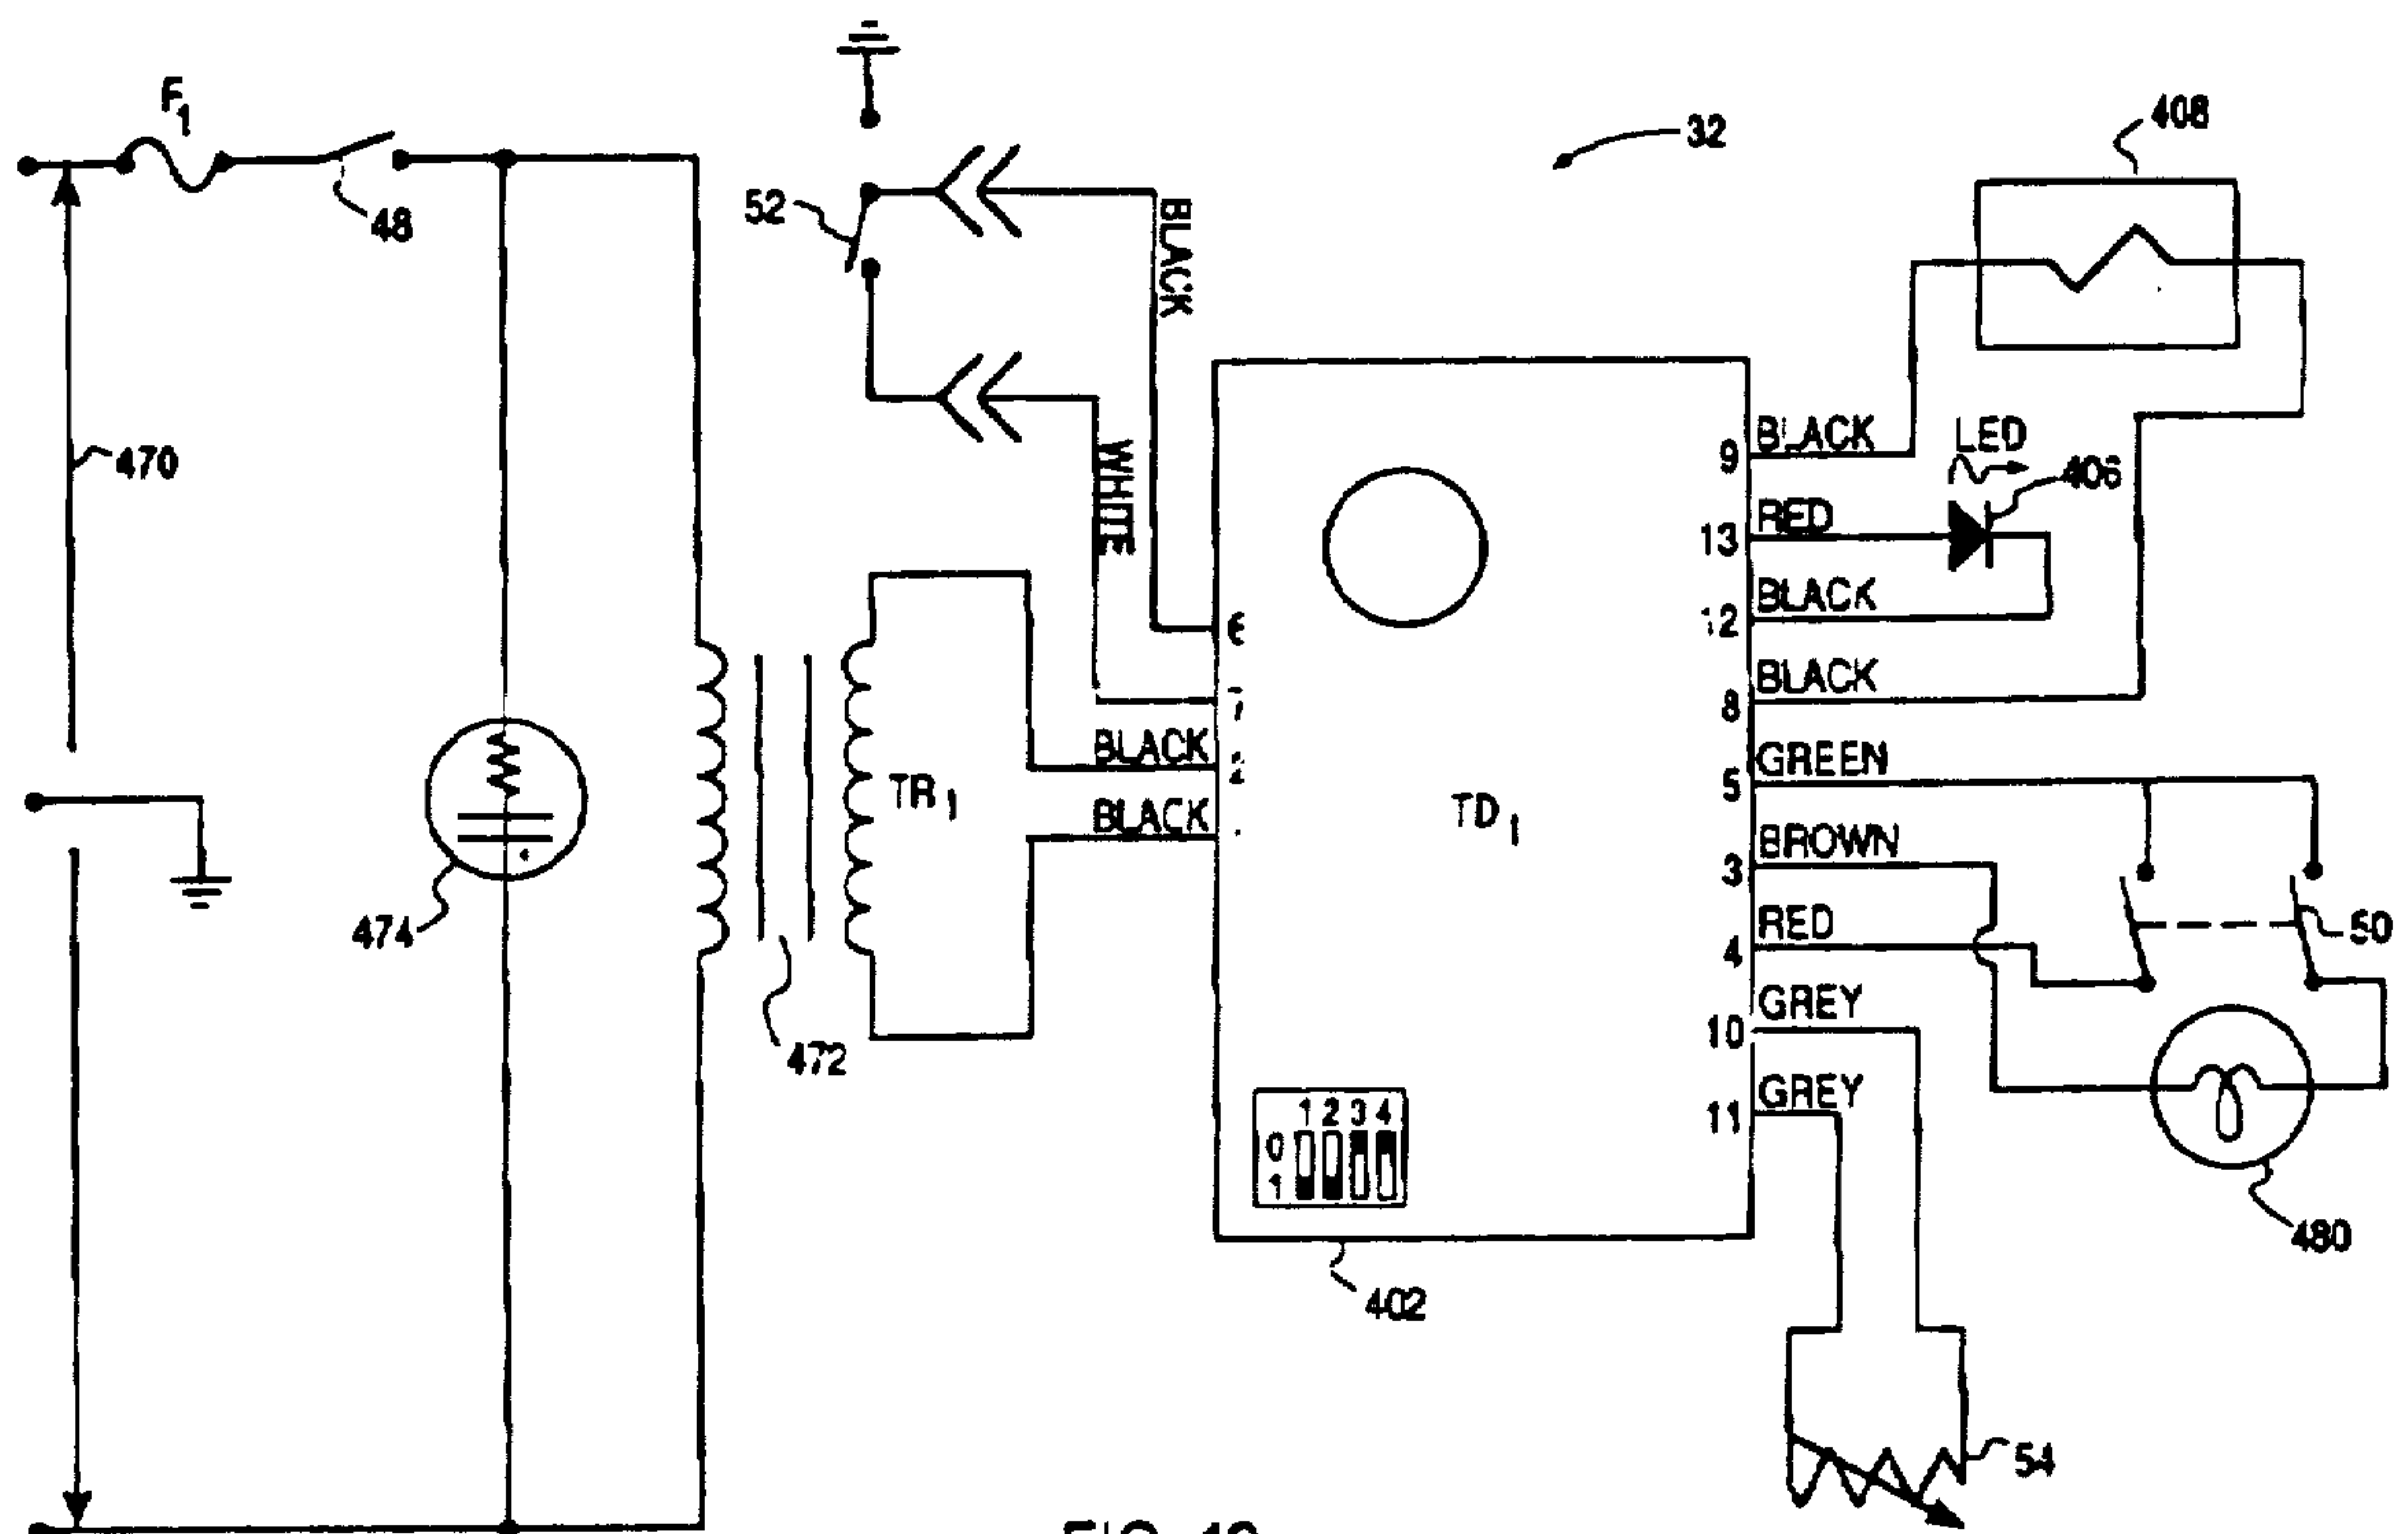 F1
48
470
474
472
TR1
52
BLACK
WHITE
BLACK
BLACK
32
TD1
1 2 3 4
0
1
402
408
9 BLACK
LED
406
13 RED
12 BLACK
8 BLACK
5 GREEN
3 BROWN
4 RED
10 GREY
11 GREY
50
480
54